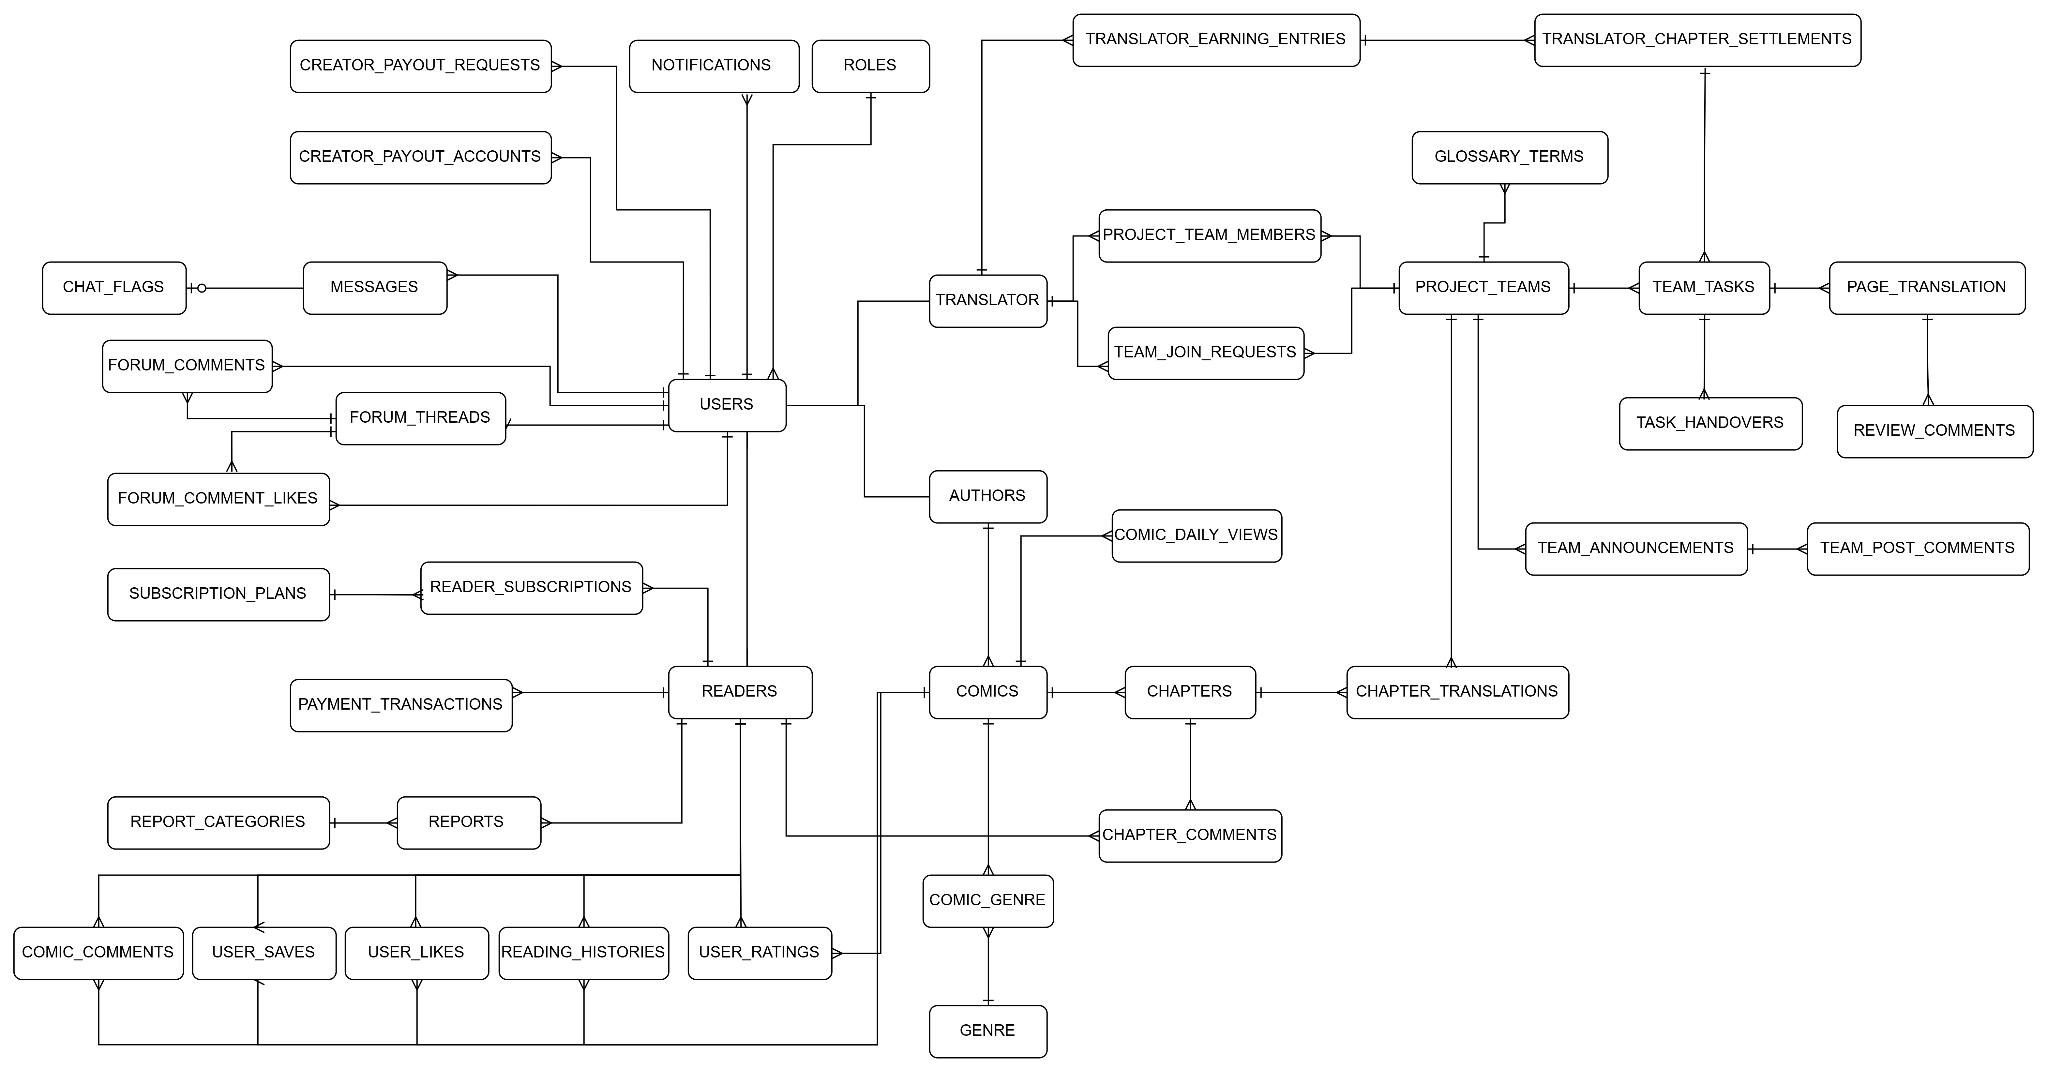 TRANSLATOR_EARNING_ENTRIES
TRANSLATOR_CHAPTER_SETTLEMENTS
CREATOR_PAYOUT_REQUESTS
NOTIFICATIONS
ROLES
CREATOR_PAYOUT_ACCOUNTS
GLOSSARY_TERMS
PROJECT_TEAM_MEMBERS
CHAT_FLAGS
MESSAGES
TRANSLATOR
PROJECT_TEAMS
TEAM_TASKS
PAGE_TRANSLATION
FORUM_COMMENTS
TEAM_JOIN_REQUESTS
FORUM_THREADS
USERS
TASK_HANDOVERS
REVIEW_COMMENTS
FORUM_COMMENT_LIKES
AUTHORS
COMIC_DAILY_VIEWS
TEAM_ANNOUNCEMENTS
TEAM_POST_COMMENTS
SUBSCRIPTION_PLANS
READER_SUBSCRIPTIONS
PAYMENT_TRANSACTIONS
READERS
COMICS
CHAPTERS
CHAPTER_TRANSLATIONS
REPORT_CATEGORIES
REPORTS
CHAPTER_COMMENTS
COMIC_GENRE
COMIC_COMMENTS
USER_SAVES
USER_LIKES
READING_HISTORIES
USER_RATINGS
GENRE